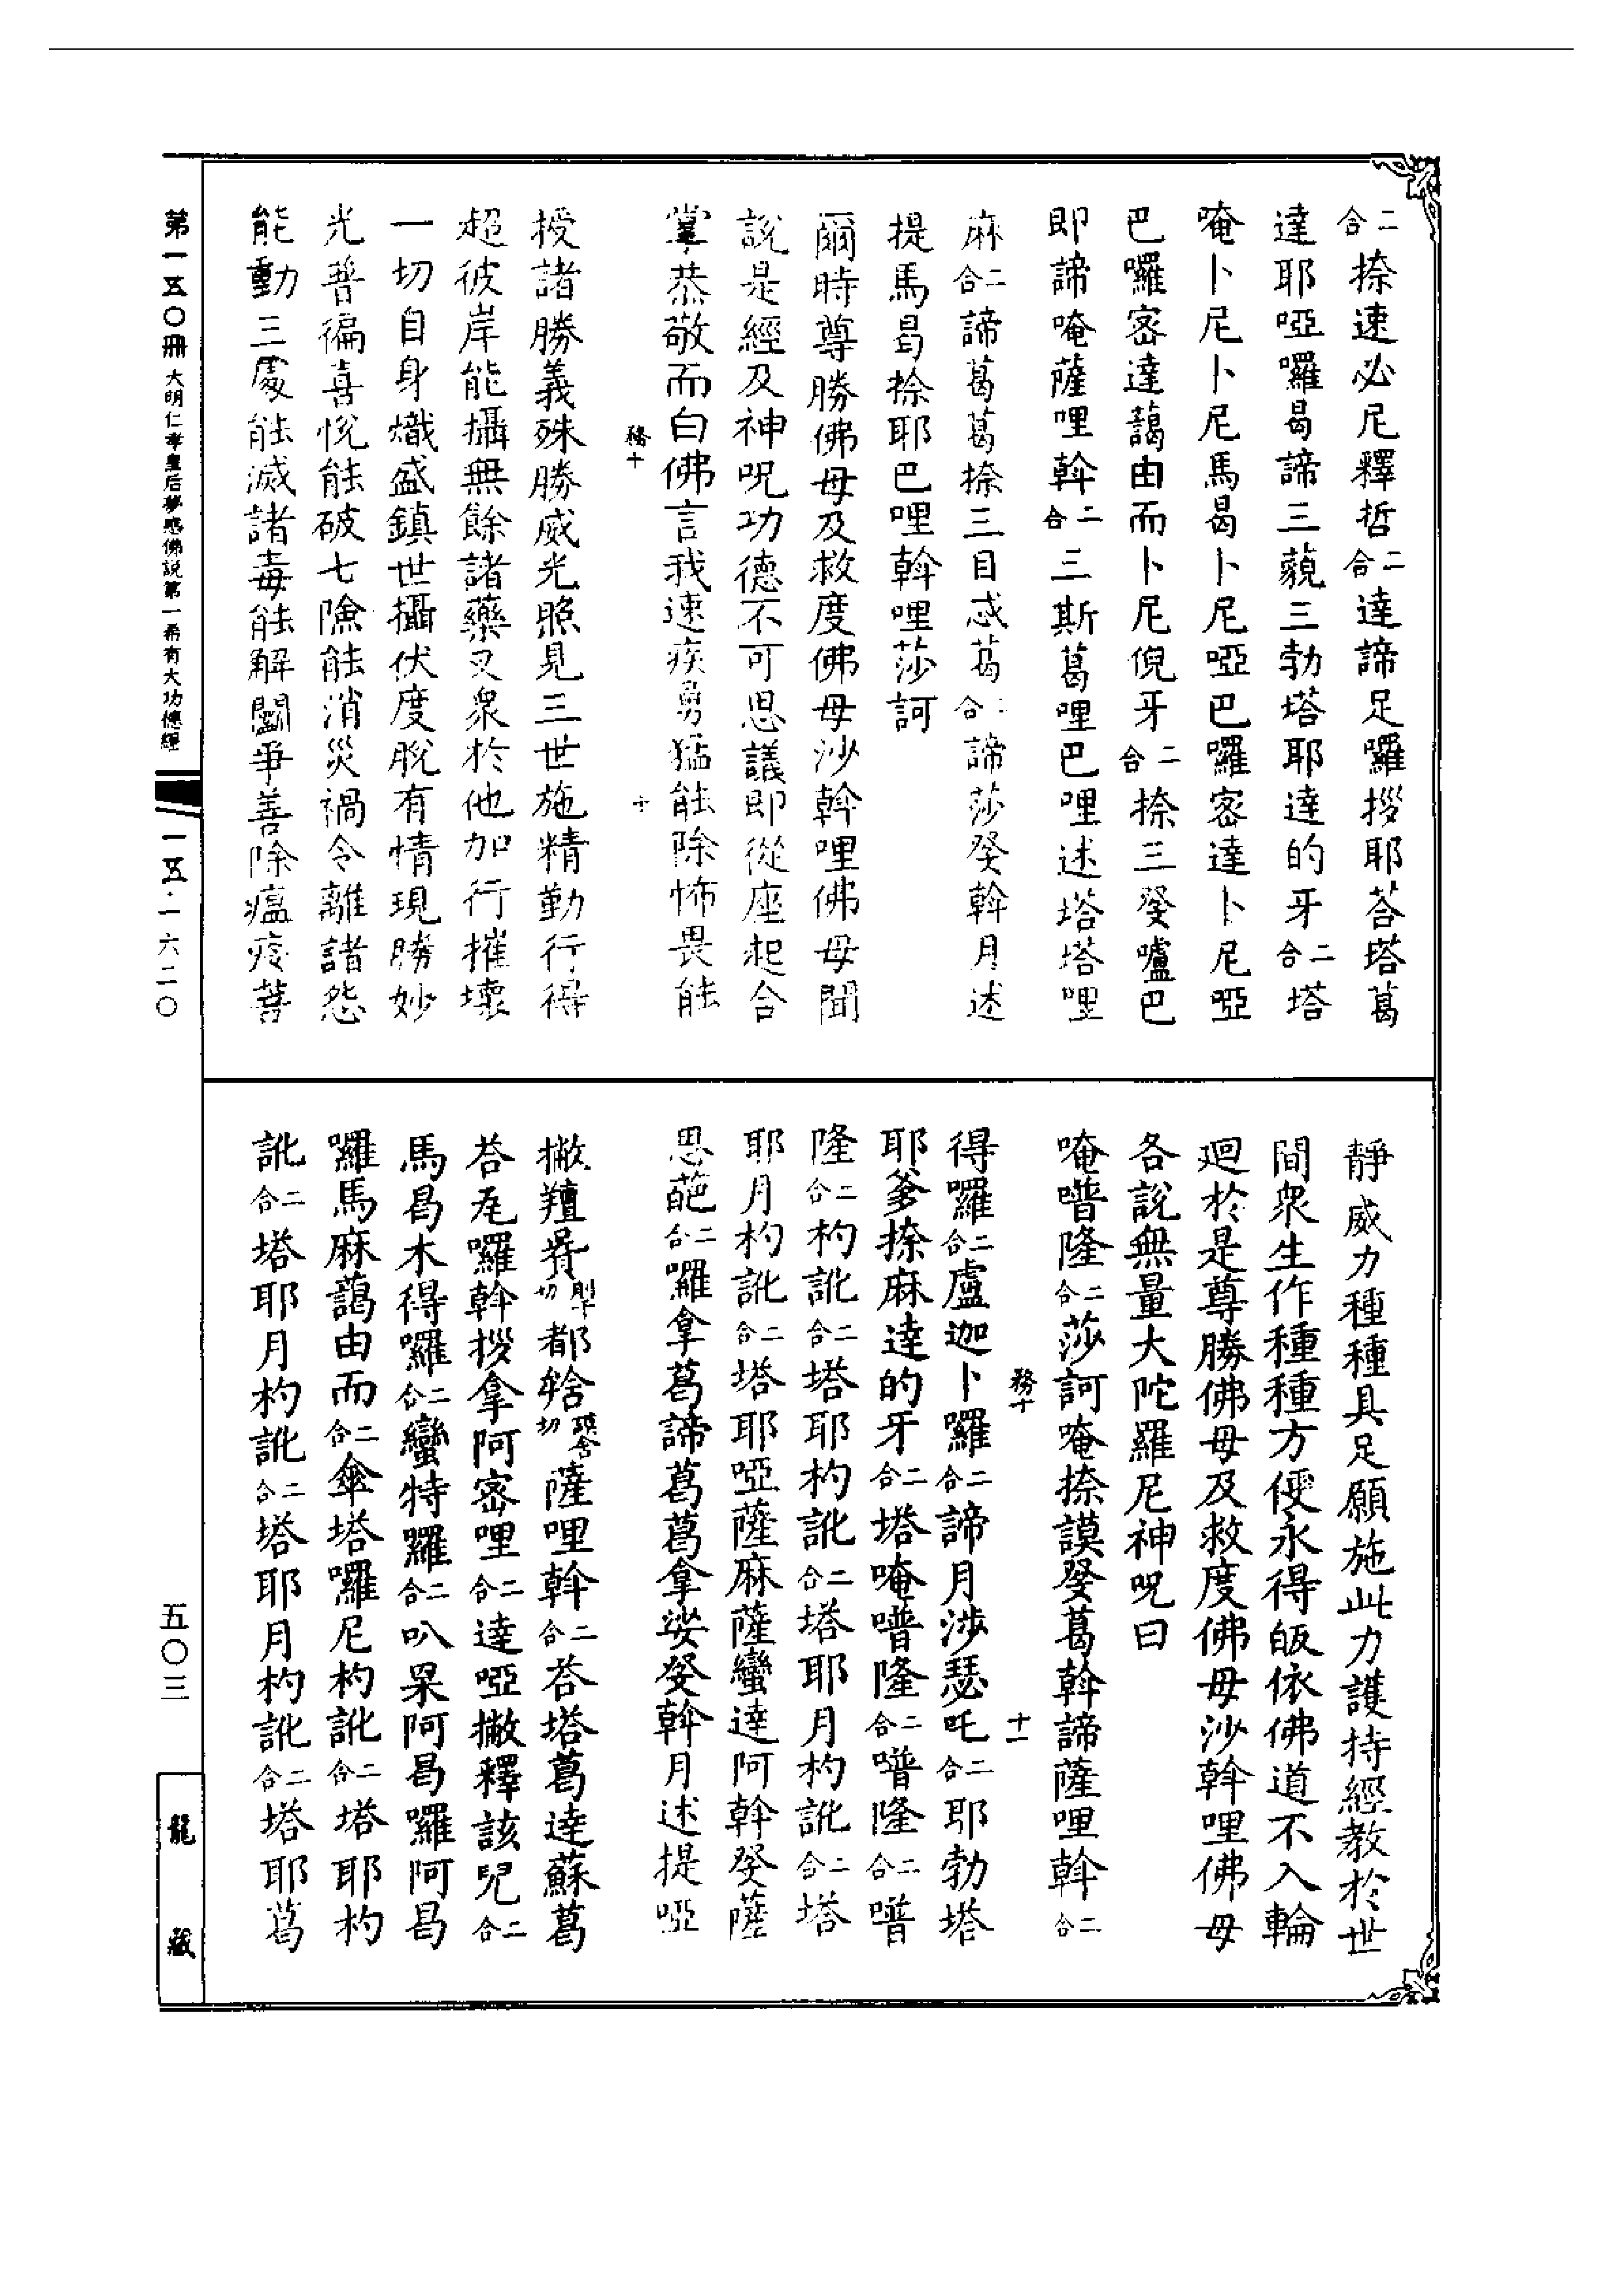 二合捺速必尼釋哲二合達諦足囉拶耶荅塔葛
達耶啞囉曷諦三藐三勃塔耶達的牙二合塔
唵卜尼卜尼馬曷卜尼啞巴囉密達卜尼啞
巴囉密達藹由而卜尼倪牙二合捺三癹嚧巴
即諦唵薩哩斡二合三斯葛哩巴哩述塔塔哩
麻二合諦葛葛捺三目忒葛二合諦莎癹斡月述
提馬曷捺耶巴哩斡哩莎訶
爾時尊勝佛母及救度佛母沙斡哩佛母聞
說是經及神呪功德不可思議即從座起合
掌恭敬而白佛言我速疾勇猛能除怖畏能
務十
十
授諸勝義殊勝威光照見三世施精勤行得
超彼岸能攝無餘諸藥叉衆於他加行摧壞
一切自身熾盛鎮世攝伏度脫有情現勝妙
光普徧喜悅能破七險能消災禍令離諸怨
能動三處能滅諸毒能解鬬爭善除瘟疫菩
靜威力種種具足願施此力護持經教於世
間衆生作種種方便永得皈依佛道不入輪
廻於是尊勝佛母及救度佛母沙斡哩佛母
各說無量大陀羅尼神呪曰
唵噌隆二合莎訶唵捺謨癹葛斡諦薩哩斡二合
務十
十一
得囉二合盧迦卜囉二合諦月涉瑟吒二合耶勃塔
耶爹捺麻達的牙二合塔唵噌隆二合噌隆二合噌
隆二合杓訛二合塔耶杓訛二合塔耶月杓訛二合塔
耶月杓訛二合塔耶啞薩麻薩蠻達阿斡癹薩
思葩二合囉拿葛諦葛葛拿娑癹斡月述提啞
撇羶都薩哩斡二合荅塔葛達蘇葛
荅囉斡拶拿阿密哩二合達啞撇釋該兒二合
馬曷木得囉二合蠻特囉二合叭杲阿曷囉阿曷
囉馬麻藹由而二合傘塔囉尼杓訛二合塔耶杓
訛二合塔耶月杓訛二合塔耶月杓訛二合塔耶葛
第一五〇冊 大明仁孝皇后夢感佛説第一希有大功德經
一五·一六二〇
五〇三
龍藏